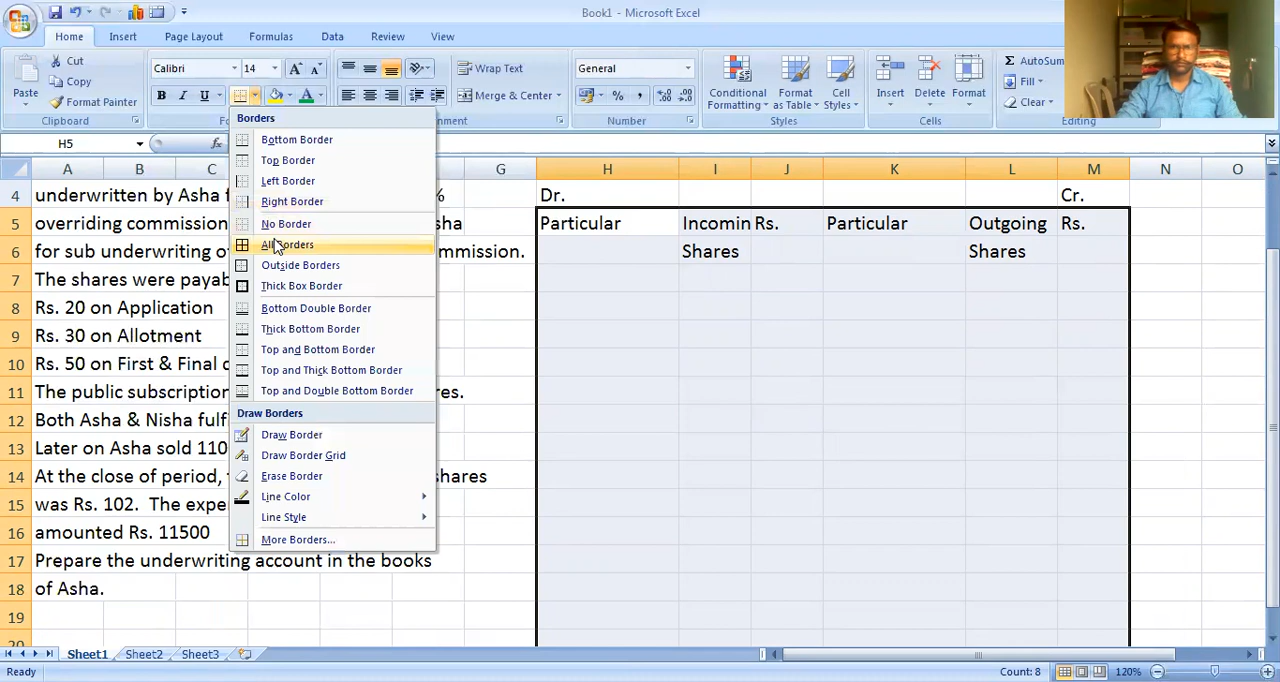 Book1 - Microsoft Excel
Home Insert Page Layout Formulas Data Review View
Paste Cut Calibri 14 A A Wrap Text General Conditional Formatting Format as Table Cell Styles Insert Delete Format AutoSum
Copy Fill
Format Painter B I U A Merge & Center % , Clear
Clipboard Number Styles Cells Editing
H5 fx
A B C G H I J K L M N O
4 underwritten by Asha % Dr. Cr.
5 overriding commission sha Particular Incomin Rs. Particular Outgoing Rs.
6 for sub underwriting mmission. Shares Shares
7 The shares were payab
8 Rs. 20 on Application
9 Rs. 30 on Allotment
10 Rs. 50 on First & Final
11 The public subscription res.
12 Both Asha & Nisha fulf
13 Later on Asha sold 110
14 At the close of period, shares
15 was Rs. 102. The expe
16 amounted Rs. 11500
17 Prepare the underwriting account in the books
18 of Asha.
19
20
Borders
Bottom Border
Top Border
Left Border
Right Border
No Border
All Borders
Outside Borders
Thick Box Border
Bottom Double Border
Thick Bottom Border
Top and Bottom Border
Top and Thick Bottom Border
Top and Double Bottom Border
Draw Borders
Draw Border
Draw Border Grid
Erase Border
Line Color
Line Style
More Borders...
Sheet1 Sheet2 Sheet3
Ready Count: 8 120%